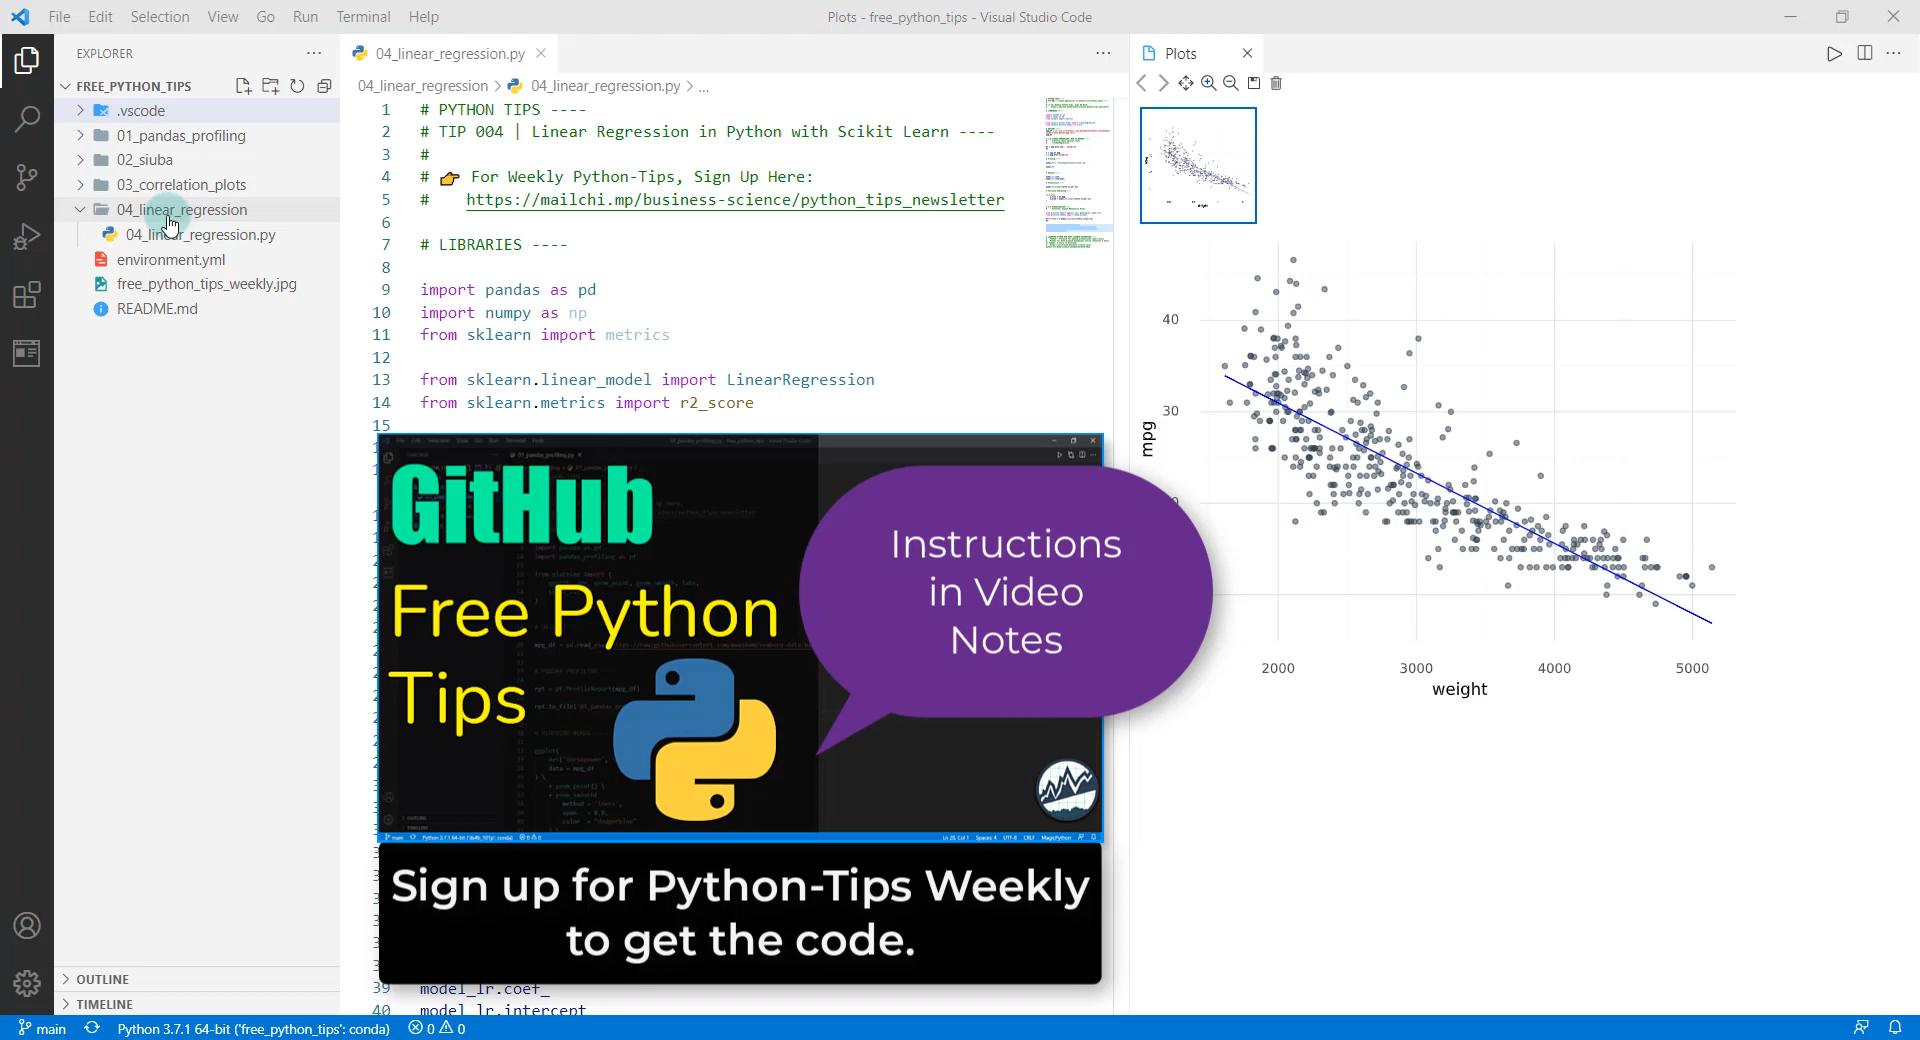 File Edit Selection View Go Run Terminal Help
Plots - free_python_tips - Visual Studio Code
EXPLORER
FREE_PYTHON_TIPS
.vscode
01_pandas_profiling
02_siuba
03_correlation_plots
04_linear_regression
04_linear_regression.py
environment.yml
free_python_tips_weekly.jpg
README.md
OUTLINE
TIMELINE
04_linear_regression.py
04_linear_regression > 04_linear_regression.py > ...
1 # PYTHON TIPS ----
2 # TIP 004 | Linear Regression in Python with Scikit Learn ----
3 #
4 # 👉 For Weekly Python-Tips, Sign Up Here:
5 # https://mailchi.mp/business-science/python_tips_newsletter
6
7 # LIBRARIES ----
8
9 import pandas as pd
10 import numpy as np
11 from sklearn import metrics
12
13 from sklearn.linear_model import LinearRegression
14 from sklearn.metrics import r2_score
15
GitHub
Free Python
Tips
Instructions
in Video
Notes
Sign up for Python-Tips Weekly
to get the code.
39 model_lr.coef_
40 model_lr.intercept
Plots
mpg
40
30
2000 3000 4000 5000
weight
main Python 3.7.1 64-bit ('free_python_tips': conda) 0 0